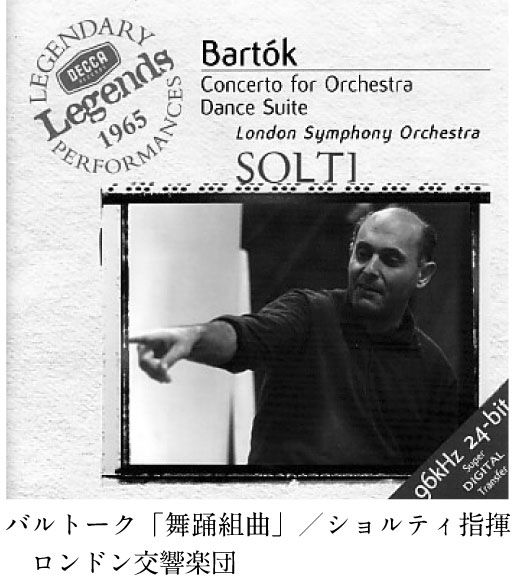 LEGENDARY
DECCA
Legends
1965
PERFORMANCES
Bartók
Concerto for Orchestra
Dance Suite
London Symphony Orchestra
SOLTI
96kHz 24-bit
Super
DIGITAL
Transfer
バルトーク「舞踊組曲」／ショルティ指揮
ロンドン交響楽団